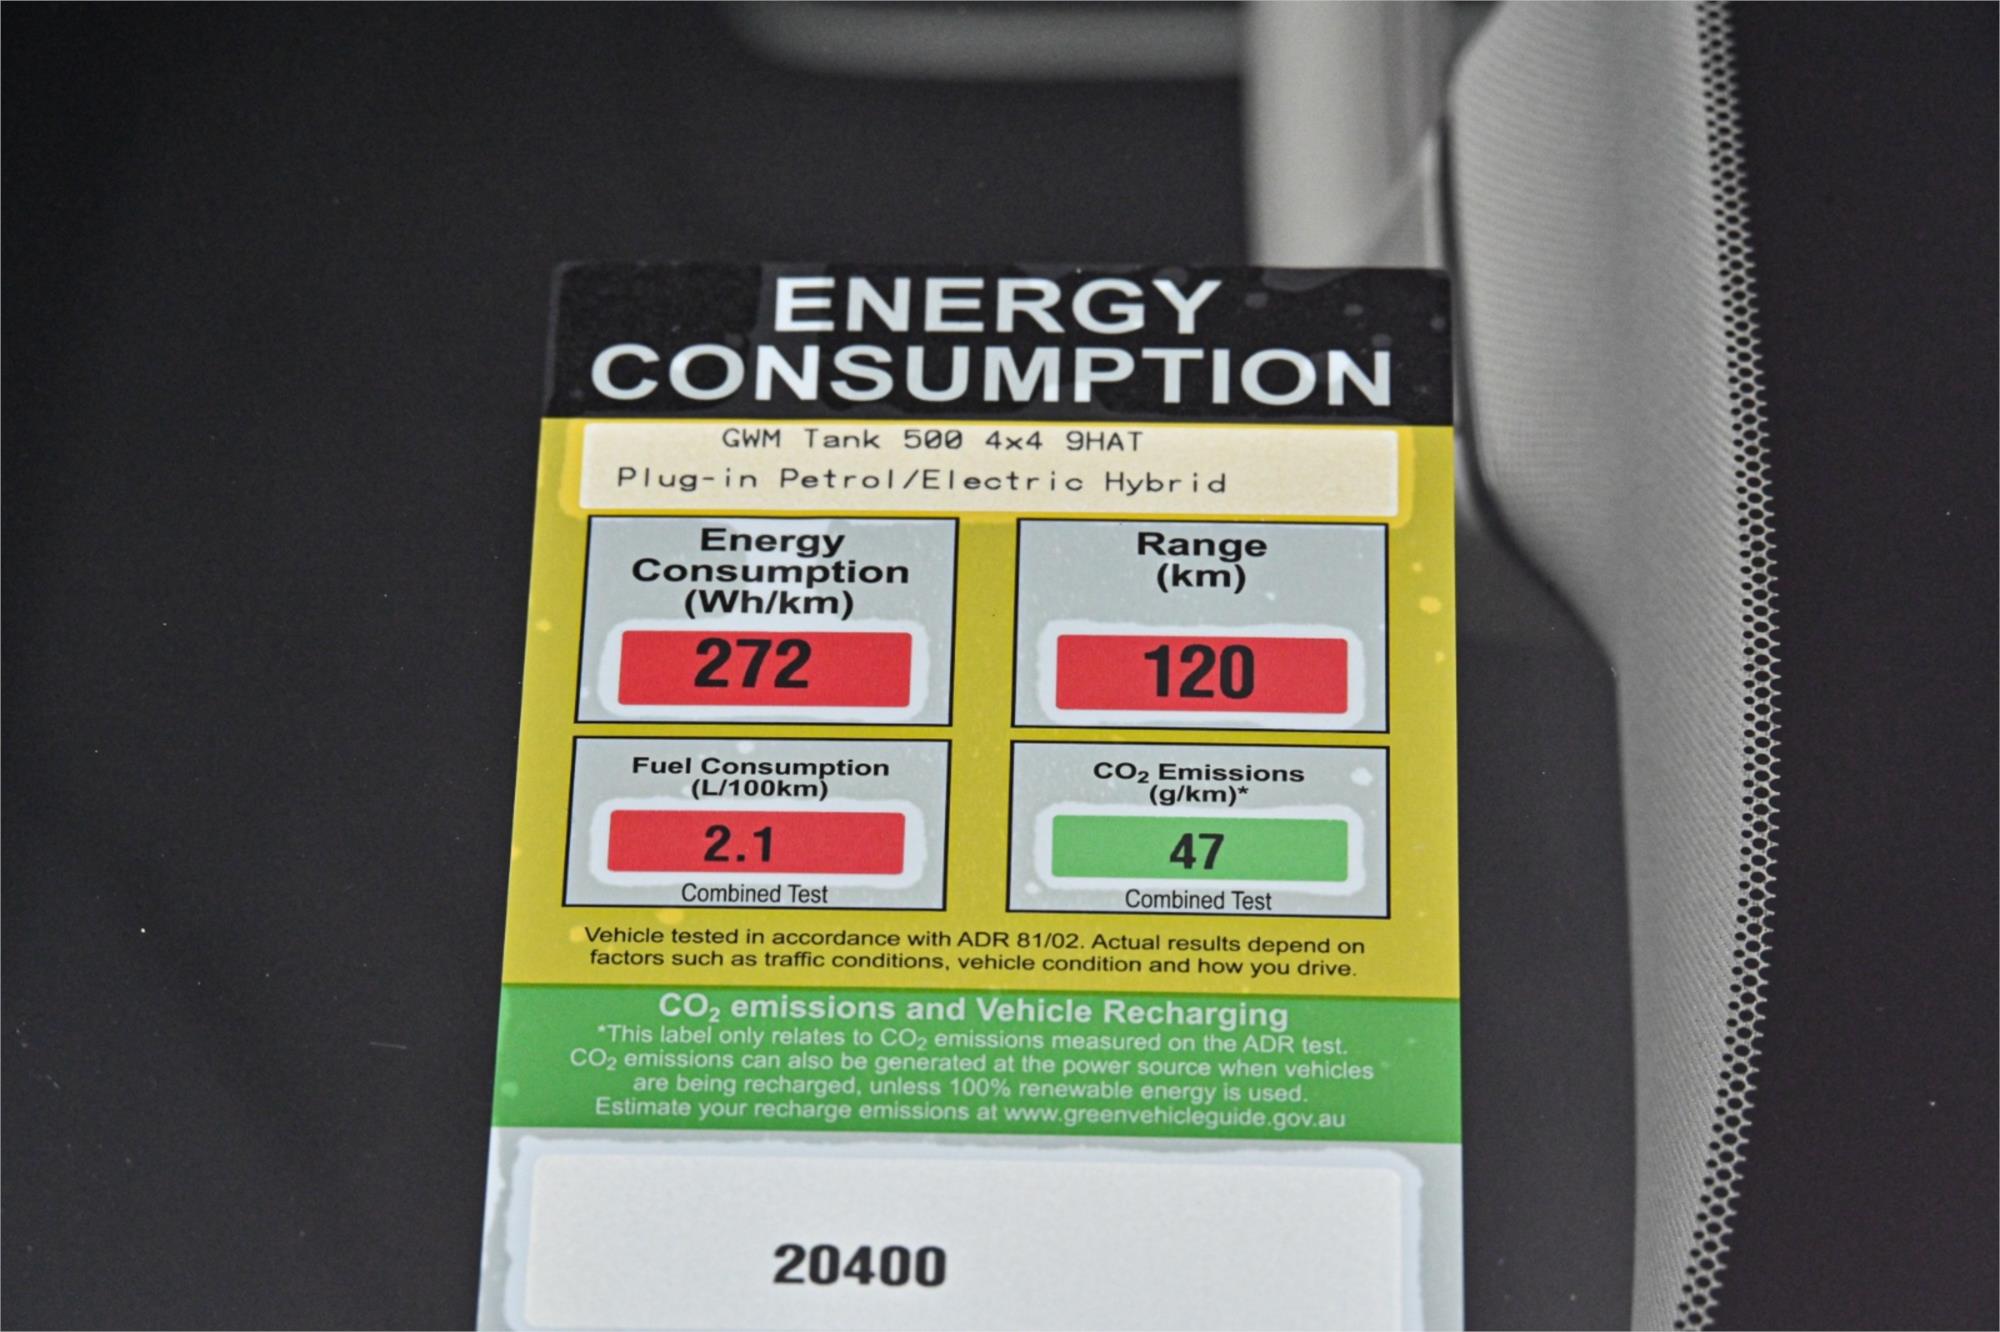 ENERGY
CONSUMPTION
GWM Tank 500 4x4 9HAT
Plug-in Petrol/Electric Hybrid
Energy
Consumption
(Wh/km)
272
Range
(km)
120
Fuel Consumption
(L/100km)
2.1
Combined Test
CO₂ Emissions
(g/km)*
47
Combined Test
Vehicle tested in accordance with ADR 81/02. Actual results depend on
factors such as traffic conditions, vehicle condition and how you drive.
CO₂ emissions and Vehicle Recharging
*This label only relates to CO₂ emissions measured on the ADR test.
CO₂ emissions can also be generated at the power source when vehicles
are being recharged, unless 100% renewable energy is used.
Estimate your recharge emissions at www.greenvehicleguide.gov.au
20400